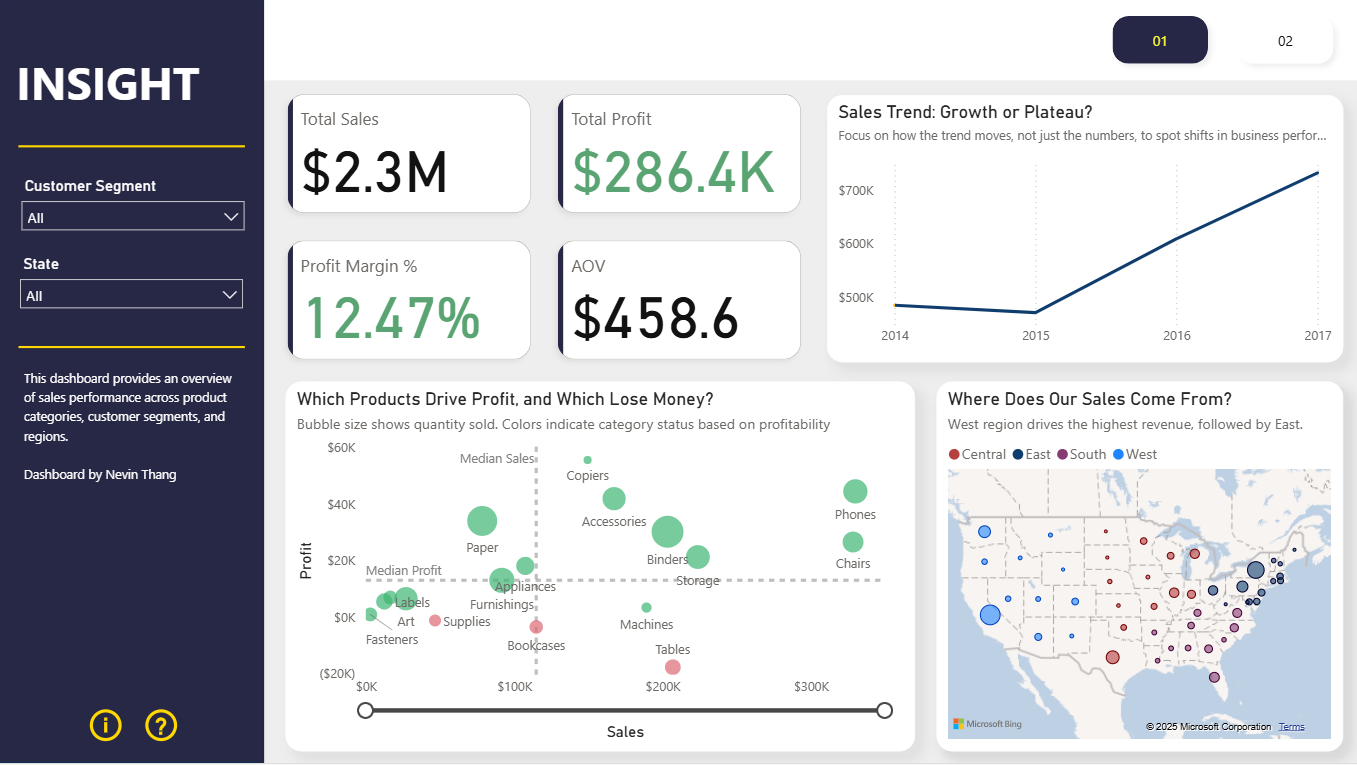 INSIGHT
Customer Segment
All
State
All
This dashboard provides an overview
of sales performance across product
categories, customer segments, and
regions.
Dashboard by Nevin Thang
i
?
01
02
Total Sales
$2.3M
Total Profit
$286.4K
Profit Margin %
12.47%
AOV
$458.6
Sales Trend: Growth or Plateau?
Focus on how the trend moves, not just the numbers, to spot shifts in business perfor...
$700K
$600K
$500K
2014
2015
2016
2017
Which Products Drive Profit, and Which Lose Money?
Bubble size shows quantity sold. Colors indicate category status based on profitability
Profit
$60K
$40K
$20K
$0K
($20K)
Median Sales
Copiers
Accessories
Phones
Paper
Binders
Chairs
Median Profit
Storage
Appliances
Labels
Furnishings
Art
Supplies
Machines
Fasteners
Bookcases
Tables
$0K
$100K
$200K
$300K
Sales
Where Does Our Sales Come From?
West region drives the highest revenue, followed by East.
Central
East
South
West
Microsoft Bing
© 2025 Microsoft Corporation
Terms